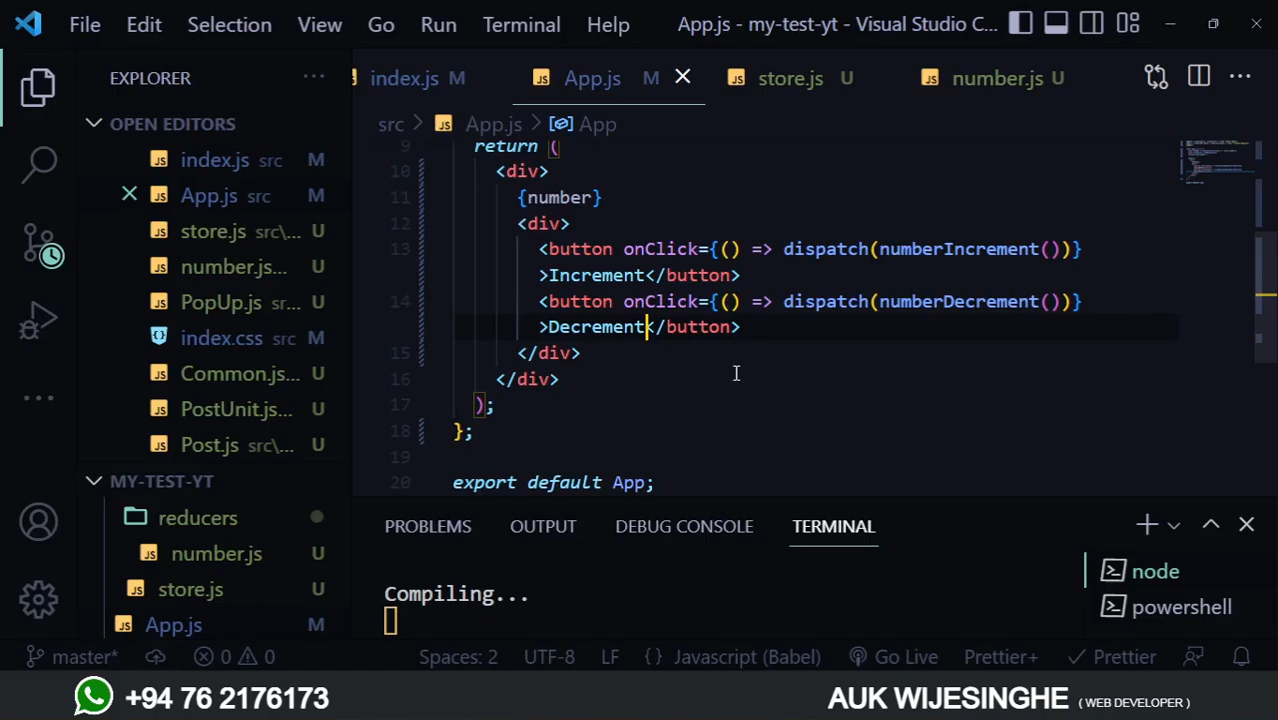 File Edit Selection View Go Run Terminal Help App.js - my-test-yt - Visual Studio C...
EXPLORER ...
index.js M App.js M store.js U number.js U
OPEN EDITORS
src > App.js > App
index.js src M
App.js src M
store.js src\... U
number.js... U
PopUp.js src\... U
index.css src M
Common.js... U
PostUnit.js... U
Post.js src\... U
MY-TEST-YT
reducers
number.js U
store.js U
App.js M
9 return (
10 <div>
11 {number}
12 <div>
13 <button onClick={() => dispatch(numberIncrement())}
>Increment</button>
14 <button onClick={() => dispatch(numberDecrement())}
>Decrement</button>
15 </div>
16 </div>
17 );
18 };
19
20 export default App;
PROBLEMS OUTPUT DEBUG CONSOLE TERMINAL
Compiling...
node
powershell
master* 0 0 Spaces: 2 UTF-8 LF {} Javascript (Babel) Go Live Prettier+ Prettier
+94 76 2176173 AUK WIJESINGHE ( WEB DEVELOPER )